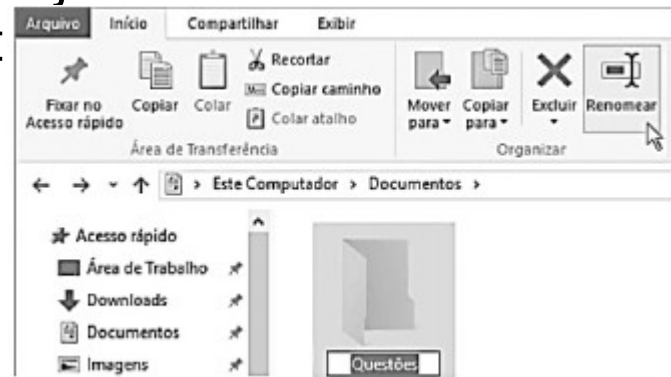 Arquivo Início Compartilhar Exibir
Fixar no Acesso rápido
Copiar
Colar
Recortar
Copiar caminho
Colar atalho
Mover para
Copiar para
Excluir
Renomear
Área de Transferência
Organizar
Este Computador > Documentos >
Acesso rápido
Área de Trabalho
Downloads
Documentos
Imagens
Questões